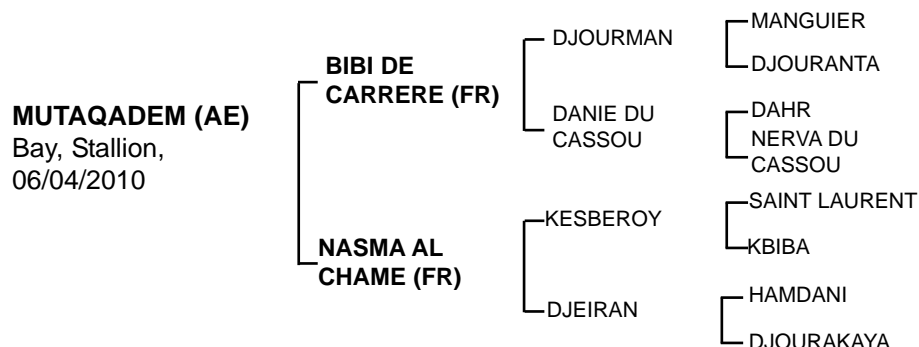 MUTAQADEM (AE)
Bay, Stallion,
06/04/2010
BIBI DE
CARRERE (FR)
NASMA AL
CHAME (FR)
DJOURMAN
DANIE DU
CASSOU
KESBEROY
DJEIRAN
MANGUIER
DJOURANTA
DAHR
NERVA DU
CASSOU
SAINT LAURENT
KBIBA
HAMDANI
DJOURAKAYA